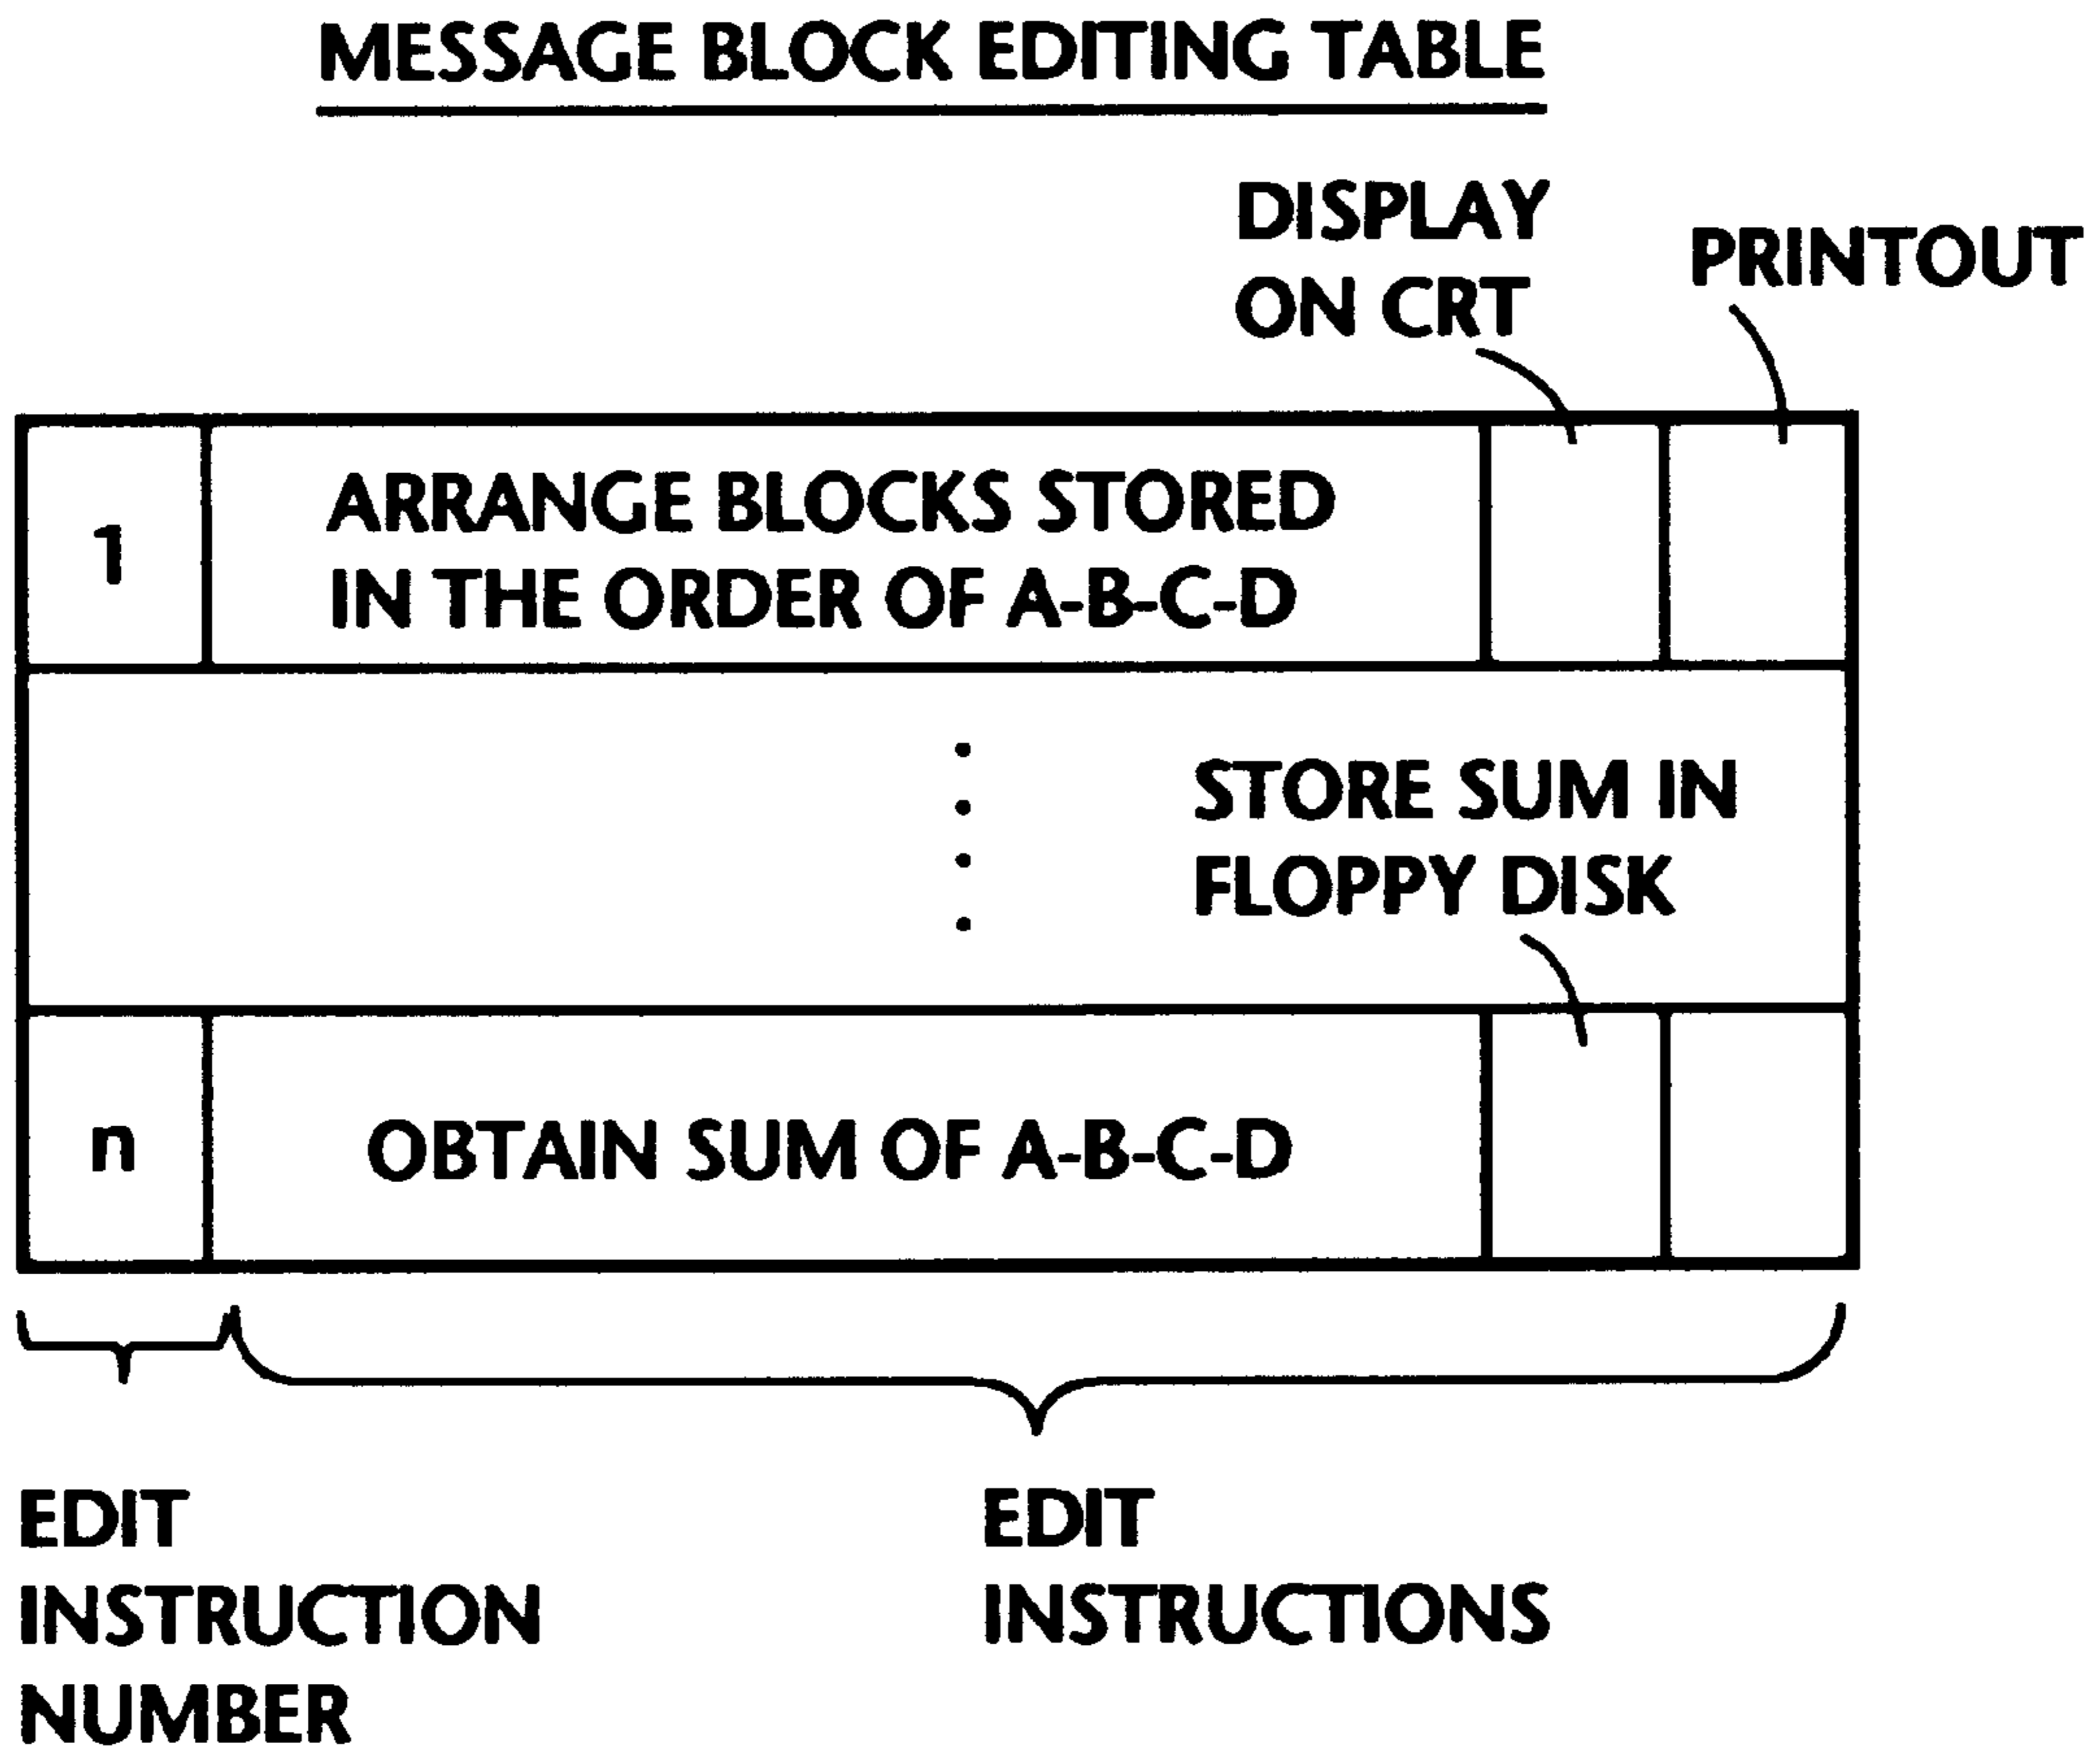 MESSAGE BLOCK EDITING TABLE
DISPLAY
ON CRT
PRINTOUT
1
ARRANGE BLOCKS STORED
IN THE ORDER OF A-B-C-D
STORE SUM IN
FLOPPY DISK
n
OBTAIN SUM OF A-B-C-D
EDIT
INSTRUCTION
NUMBER
EDIT
INSTRUCTIONS